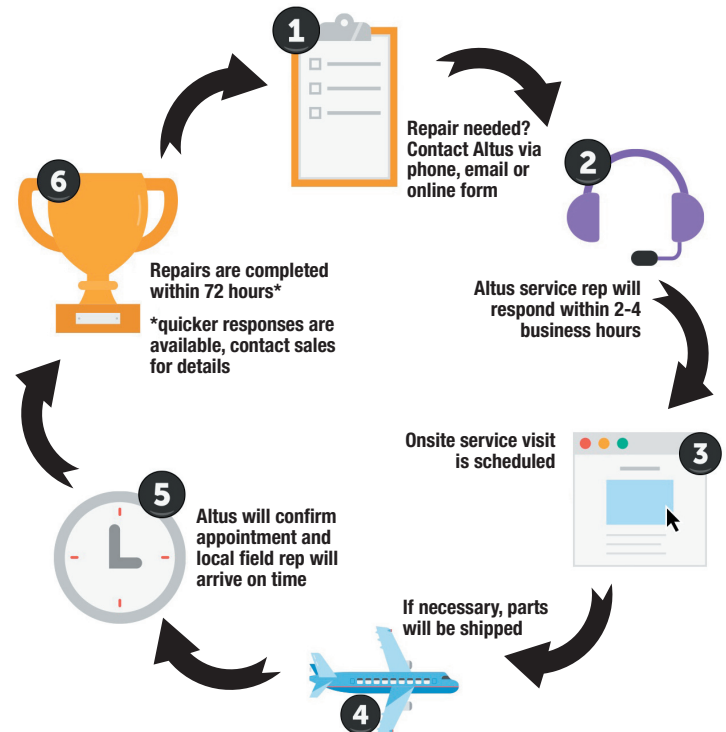 1
Repair needed?
Contact Altus via
phone, email or
online form
2
Altus service rep will
respond within 2-4
business hours
3
Onsite service visit
is scheduled
4
If necessary, parts
will be shipped
5
Altus will confirm
appointment and
local field rep will
arrive on time
6
Repairs are completed
within 72 hours*
*quicker responses are
available, contact sales
for details